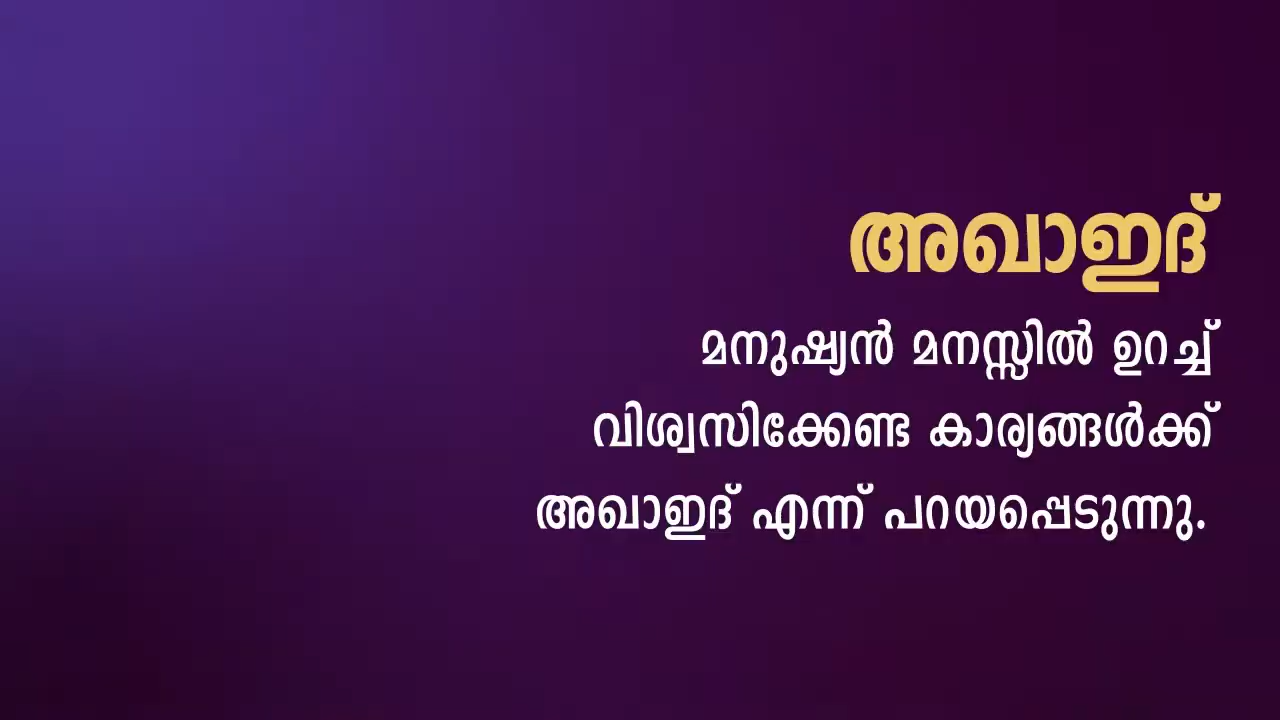 അഖാഇദ്
മനുഷ്യൻ മനസ്സിൽ ഉറച്ച്
വിശ്വസിക്കേണ്ട കാര്യങ്ങൾക്ക്
അഖാഇദ് എന്ന് പറയപ്പെടുന്നു.